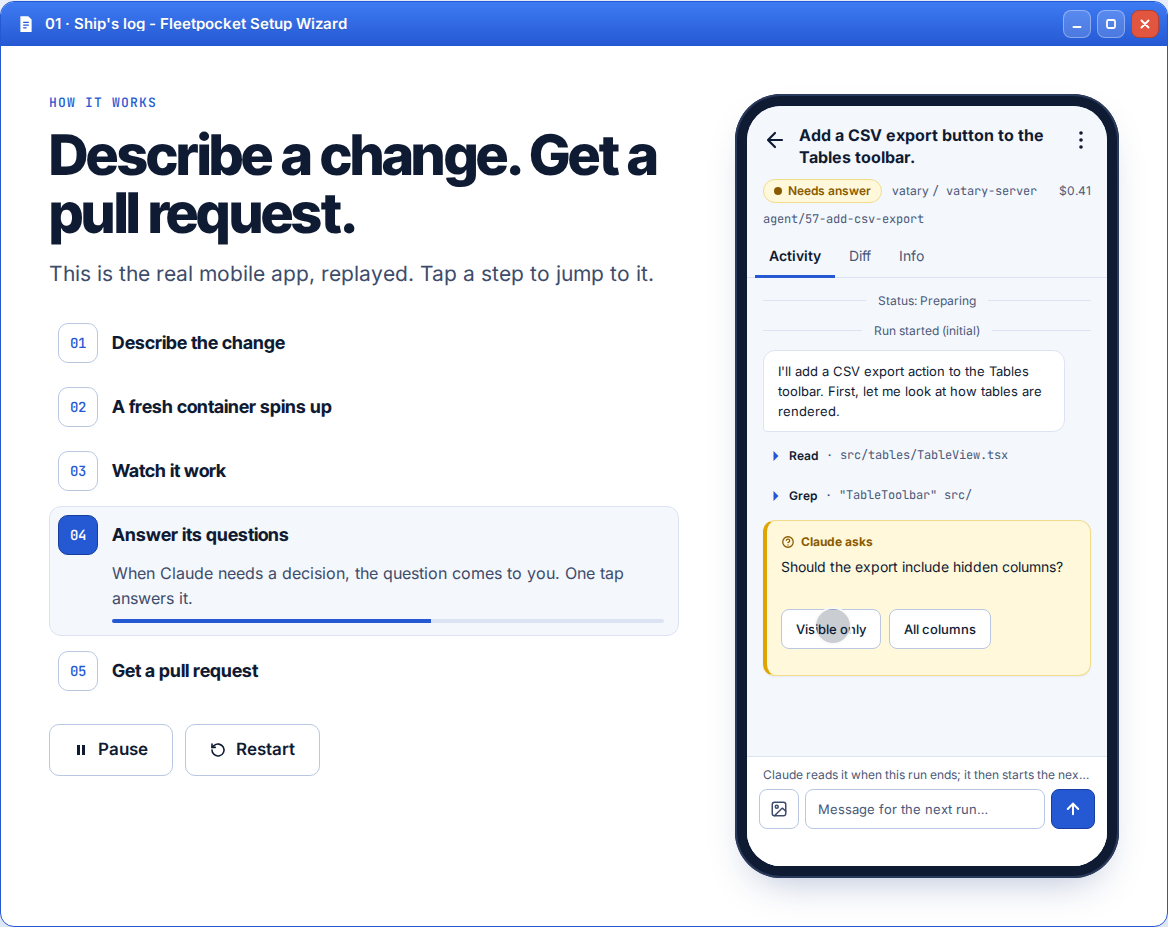 01 · Ship's log - Fleetpocket Setup Wizard
HOW IT WORKS
Describe a change. Get a
pull request.
This is the real mobile app, replayed. Tap a step to jump to it.
01 Describe the change
02 A fresh container spins up
03 Watch it work
04 Answer its questions
When Claude needs a decision, the question comes to you. One tap
answers it.
05 Get a pull request
Pause Restart
Add a CSV export button to the
Tables toolbar.
Needs answer vatary / vatary-server $0.41
agent/57-add-csv-export
Activity Diff Info
Status: Preparing
Run started (initial)
I'll add a CSV export action to the Tables
toolbar. First, let me look at how tables are
rendered.
Read · src/tables/TableView.tsx
Grep · "TableToolbar" src/
Claude asks
Should the export include hidden columns?
Visible only All columns
Claude reads it when this run ends; it then starts the nex...
Message for the next run...